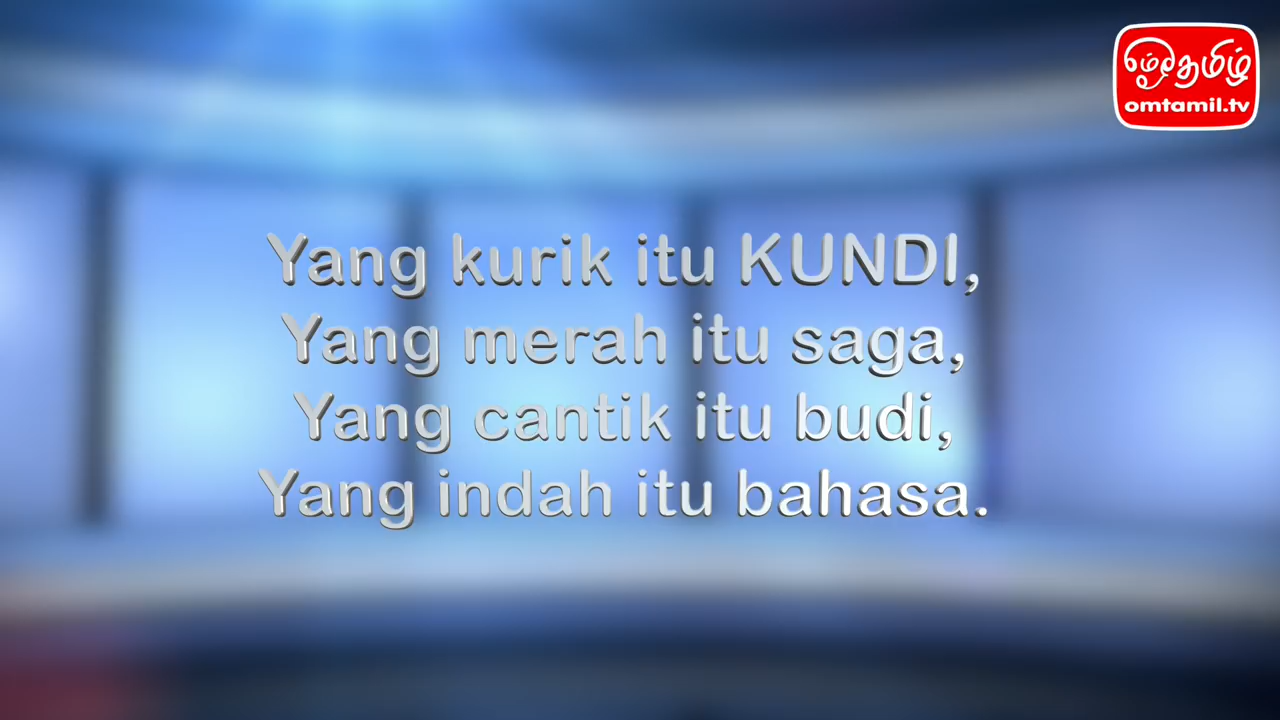 ஓம்தமிழ்
omtamil.tv
Yang kurik itu KUNDI,
Yang merah itu saga,
Yang cantik itu budi,
Yang indah itu bahasa.